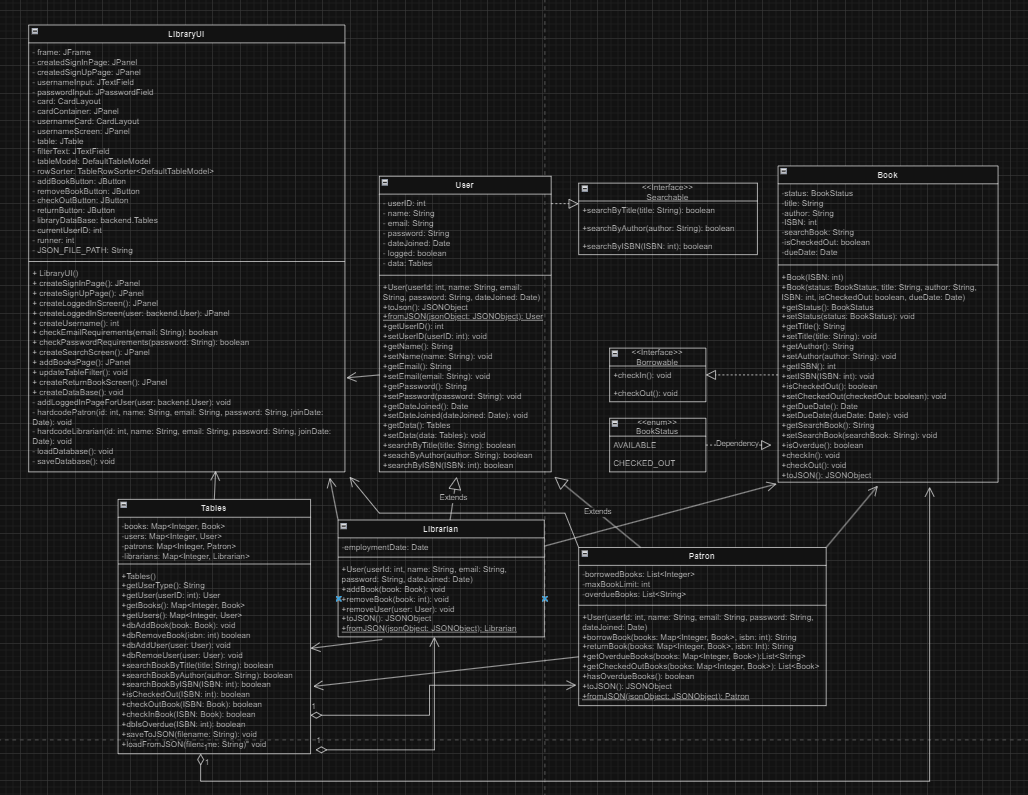 LibraryUI
- frame: JFrame
- createdSignInPage: JPanel
- createdSignUpPage: JPanel
- usernameInput: JTextField
- passwordInput: JPasswordField
- card: CardLayout
- cardContainer: JPanel
- usernameCard: CardLayout
- usernameScreen: JPanel
- table: JTable
- filterText: JTextField
- tableModel: DefaultTableModel
- rowSorter: TableRowSorter<DefaultTableModel>
- addBookButton: JButton
- removeBookButton: JButton
- checkOutButton: JButton
- returnButton: JButton
- libraryDataBase: backend.Tables
- currentUserID: int
- runner: int
- JSON_FILE_PATH: String
+ LibraryUI()
+ createSignInPage(): JPanel
+ createSignUpPage(): JPanel
+ createLoggedInScreen(): JPanel
+ createLoggedInScreen(user: backend.User): JPanel
+ createUsername(): int
+ checkEmailRequirements(email: String): boolean
+ checkPasswordRequirements(password: String): boolean
+ createSearchScreen(): JPanel
+ addBooksPage(): JPanel
+ updateTableFilter(): void
+ createReturnBookScreen(): JPanel
+ createDataBase(): void
- addLoggedInPageForUser(user: backend.User): void
- hardcodePatron(id: int, name: String, email: String, password: String, joinDate:
Date): void
- hardcodeLibrarian(id: int, name: String, email: String, password: String, joinDate:
Date): void
- loadDatabase(): void
- saveDatabase(): void
User
- userID: int
- name: String
- email: String
- password: String
- dateJoined: Date
- logged: boolean
- data: Tables
+User(userId: int, name: String, email:
String, password: String, dateJoined: Date)
+toJson(): JSONObject
+fromJSON(jsonObject: JSONObject): User
+getUserID(): int
+setUserID(userID: int): void
+getName(): String
+setName(name: String): void
+getEmail(): String
+setEmail(email: String): void
+getPassword(): String
+setPassword(password: String): void
+getDateJoined(): Date
+setDateJoined(dateJoined: Date): void
+getData(): Tables
+setData(data: Tables): void
+searchByTitle(title: String): boolean
+seachByAuthor(author: String): boolean
+searchByISBN(ISBN: int): boolean
<<Interface>>
Searchable
+searchByTitle(title: String): boolean
+searchByAuthor(author: String): boolean
+searchByISBN(ISBN: int): boolean
Book
-status: BookStatus
-title: String
-author: String
-ISBN: int
-searchBook: String
-isCheckedOut: boolean
-dueDate: Date
+Book(ISBN: int)
+Book(status: BookStatus, title: String, author: String,
ISBN: int, isCheckedOut: boolean, dueDate: Date)
+getStatus(): BookStatus
+setStatus(status: BookStatus): void
+getTitle(): String
+setTitle(title: String): void
+getAuthor(): String
+setAuthor(author: String): void
+getISBN(): int
+setISBN(ISBN: int): void
+isCheckedOut(): boolean
+setCheckedOut(checkedOut: boolean): void
+getDueDate(): Date
+setDueDate(dueDate: Date): void
+getSearchBook(): String
+setSearchBook(searchBook: String): void
+isOverdue(): boolean
+checkIn(): void
+checkOut(): void
+toJSON(): JSONObject
<<Interface>>
Borrowable
+checkIn(): void
+checkOut(): void
<<enum>>
BookStatus
AVAILABLE
CHECKED_OUT
Dependency
Extends
Extends
Tables
-books: Map<Integer, Book>
-users: Map<Integer, User>
-patrons: Map<Integer, Patron>
-librarians: Map<Integer, Librarian>
+Tables()
+getUserType(): String
+getUser(userID: int): User
+getBooks(): Map<Integer, Book>
+getUsers(): Map<Integer, User>
+dbAddBook(book: Book): void
+dbRemoveBook(isbn: int) boolean
+dbAddUser(user: User): void
+dbRemoeUser(user: User): void
+searchBookByTitle(title: String): boolean
+searchBookByAuthor(author: String): boolean
+searchBookByISBN(ISBN: int): boolean
+isCheckedOut(ISBN: int): boolean
+checkOutBook(ISBN: Book): boolean
+checkInBook(ISBN: Book): boolean
+dbIsOverdue(ISBN: int): boolean
+saveToJSON(filename: String): void
+loadFromJSON(filename: String)" void
1
1
1
1
Librarian
-employmentDate: Date
+User(userId: int, name: String, email: String,
password: String, dateJoined: Date)
+addBook(book: Book): void
+removeBook(book: int): void
+removeUser(user: User): void
+toJSON(): JSONObject
+fromJSON(jsonObject: JSONObject): Librarian
Patron
-borrowedBooks: List<Integer>
-maxBookLimit: int
-overdueBooks: List<String>
+User(userId: int, name: String, email: String, password: String,
dateJoined: Date)
+borrowBook(books: Map<Integer, Book>, isbn: int): String
+returnBook(books: Map<Integer, Book>, isbn: Int): String
+getOverdueBooks(books: Map<Integer, Book>):List<String>
+getCheckedOutBooks(books: Map<Integer, Book>): List<Book>
+hasOverdueBooks(): boolean
+toJSON(): JSONObject
+fromJSON(jsonObject: JSONObject): Patron